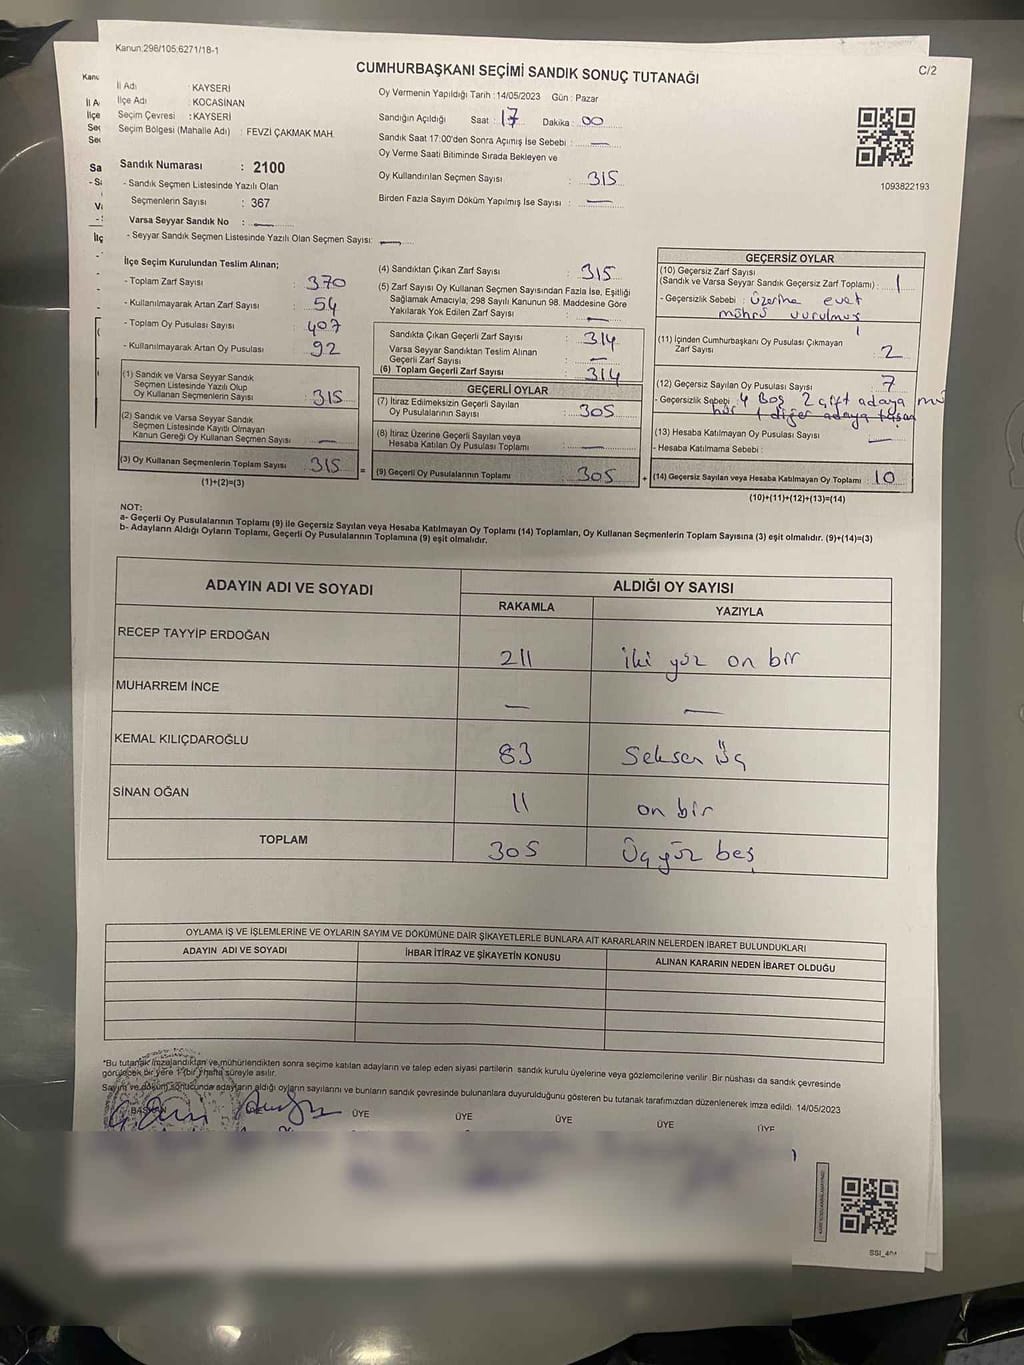 Kanun:298/105,6271/18-1
C/2
CUMHURBAŞKANI SEÇİMİ SANDIK SONUÇ TUTANAĞI
İl Adı : KAYSERİ
İlçe Adı : KOCASİNAN
Seçim Çevresi : KAYSERİ
Seçim Bölgesi (Mahalle Adı) : FEVZİ ÇAKMAK MAH.
Sandık Numarası : 2100
- Sandık Seçmen Listesinde Yazılı Olan
Seçmenlerin Sayısı : 367
Varsa Seyyar Sandık No : —
- Seyyar Sandık Seçmen Listesinde Yazılı Olan Seçmen Sayısı: —
Oy Vermenin Yapıldığı Tarih : 14/05/2023 Gün : Pazar
Sandığın Açıldığı Saat : 17 Dakika : 00
Sandık Saat 17:00'den Sonra Açımış İse Sebebi : —
Oy Verme Saati Bitiminde Sırada Bekleyen ve
Oy Kullandırılan Seçmen Sayısı : 315
Birden Fazla Sayım Döküm Yapılmış İse Sayısı : —
1093822193
İlçe Seçim Kurulundan Teslim Alınan;
- Toplam Zarf Sayısı : 370
- Kullanılmayarak Artan Zarf Sayısı : 54
- Toplam Oy Pusulası Sayısı : 407
- Kullanılmayarak Artan Oy Pusulası : 92
(1) Sandık ve Varsa Seyyar Sandık
Seçmen Listesinde Yazılı Olup
Oy Kullanan Seçmenlerin Sayısı : 315
(2) Sandık ve Varsa Seyyar Sandık
Seçmen Listesinde Kayıtlı Olmayan
Kanun Gereği Oy Kullanan Seçmen Sayısı : —
(3) Oy Kullanan Seçmenlerin Toplam Sayısı : 315
(1)+(2)=(3)
(4) Sandıktan Çıkan Zarf Sayısı : 315
(5) Zarf Sayısı Oy Kullanan Seçmen Sayısından Fazla İse, Eşitliği
Sağlamak Amacıyla, 298 Sayılı Kanunun 98. Maddesine Göre
Yakılarak Yok Edilen Zarf Sayısı : —
Sandıkta Çıkan Geçerli Zarf Sayısı : 314
Varsa Seyyar Sandıktan Teslim Alınan
Geçerli Zarf Sayısı : —
(6) Toplam Geçerli Zarf Sayısı : 314
GEÇERLİ OYLAR
(7) İtiraz Edilmeksizin Geçerli Sayılan
Oy Pusulalarının Sayısı : 305
(8) İtiraz Üzerine Geçerli Sayılan veya
Hesaba Katılan Oy Pusulası Toplamı : —
(9) Geçerli Oy Pusulalarının Toplamı : 305
GEÇERSİZ OYLAR
(10) Geçersiz Zarf Sayısı
(Sandık ve Varsa Seyyar Sandık Geçersiz Zarf Toplamı) : 1
- Geçersizlik Sebebi : Üzerine evet
mührü vurulmuş
(11) İçinden Cumhurbaşkanı Oy Pusulası Çıkmayan
Zarf Sayısı : 2
(12) Geçersiz Sayılan Oy Pusulası Sayısı : 7
- Geçersizlik Sebebi : 4 Boş 2 çift adaya mü
hür 1 diğer adaya taşan
(13) Hesaba Katılmayan Oy Pusulası Sayısı : —
- Hesaba Katılmama Sebebi :
(14) Geçersiz Sayılan veya Hesaba Katılmayan Oy Toplamı : 10
(10)+(11)+(12)+(13)=(14)
NOT:
a- Geçerli Oy Pusulalarının Toplamı (9) ile Geçersiz Sayılan veya Hesaba Katılmayan Oy Toplamı (14) Toplamları, Oy Kullanan Seçmenlerin Toplam Sayısına (3) eşit olmalıdır. (9)+(14)=(3)
b- Adayların Aldığı Oyların Toplamı, Geçerli Oy Pusulalarının Toplamına (9) eşit olmalıdır.
ADAYIN ADI VE SOYADI ALDIĞI OY SAYISI
RAKAMLA YAZIYLA
RECEP TAYYİP ERDOĞAN 211 iki yüz on bir
MUHARREM İNCE — —
KEMAL KILIÇDAROĞLU 83 Seksen Üç
SİNAN OĞAN 11 on bir
TOPLAM 305 Üçyüz beş
OYLAMA İŞ VE İŞLEMLERİNE VE OYLARIN SAYIM VE DÖKÜMÜNE DAİR ŞİKAYETLERLE BUNLARA AİT KARARLARIN NELERDEN İBARET BULUNDUKLARI
ADAYIN ADI VE SOYADI İHBAR İTİRAZ VE ŞİKAYETİN KONUSU ALINAN KARARIN NEDEN İBARET OLDUĞU
*Bu tutanak imzalandıktan ve mühürlendikten sonra seçime katılan adayların ve talep eden siyasi partilerin sandık kurulu üyelerine veya gözlemcilerine verilir. Bir nüshası da sandık çevresinde
görülecek bir yere 1 (bir) hafta süreyle asılır.
Sayım ve döküm sonucunda adayların aldığı oyların sayılarını ve bunların sandık çevresinde bulunanlara duyurulduğunu gösteren bu tutanak tarafımızdan düzenlenerek imza edildi. 14/05/2023
BAŞKAN ÜYE ÜYE ÜYE ÜYE ÜYE